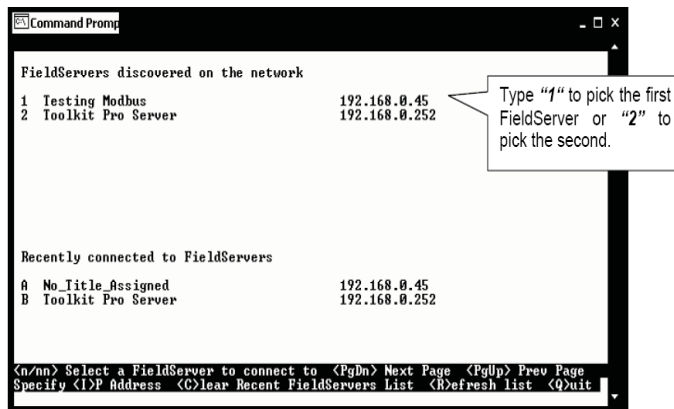 Command Promp
FieldServers discovered on the network
1 Testing Modbus 192.168.0.45
2 Toolkit Pro Server 192.168.0.252
Type "1" to pick the first
FieldServer or "2" to
pick the second.
Recently connected to FieldServers
A No_Title_Assigned 192.168.0.45
B Toolkit Pro Server 192.168.0.252
<n/nn> Select a FieldServer to connect to <PgDn> Next Page <PgUp> Prev Page
Specify <I>P Address <C>lear Recent FieldServers List <R>efresh list <Q>uit